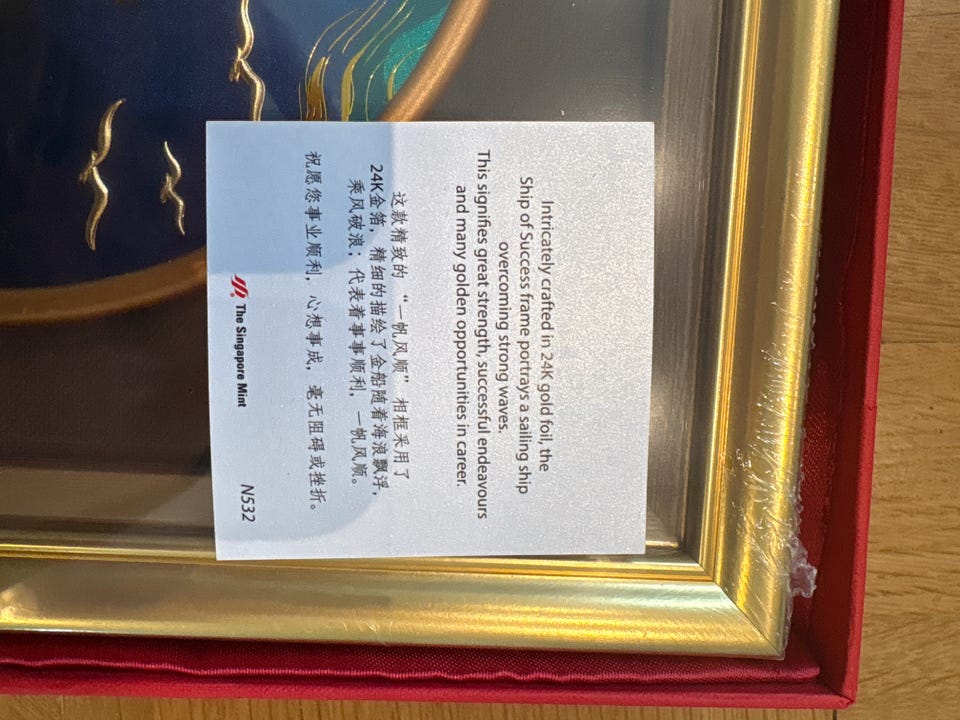 Intricately crafted in 24K gold foil, the
Ship of Success frame portrays a sailing ship
overcoming strong waves.
This signifies great strength, successful endeavours
and many golden opportunities in career.
这款精致的“一帆风顺”相框采用了
24K金箔，精细的描绘了金船随着海浪飘浮，
乘风破浪；代表着事事顺利，一帆风顺。
祝愿您事业顺利，心想事成，毫无阻碍或挫折。
The Singapore Mint
N532